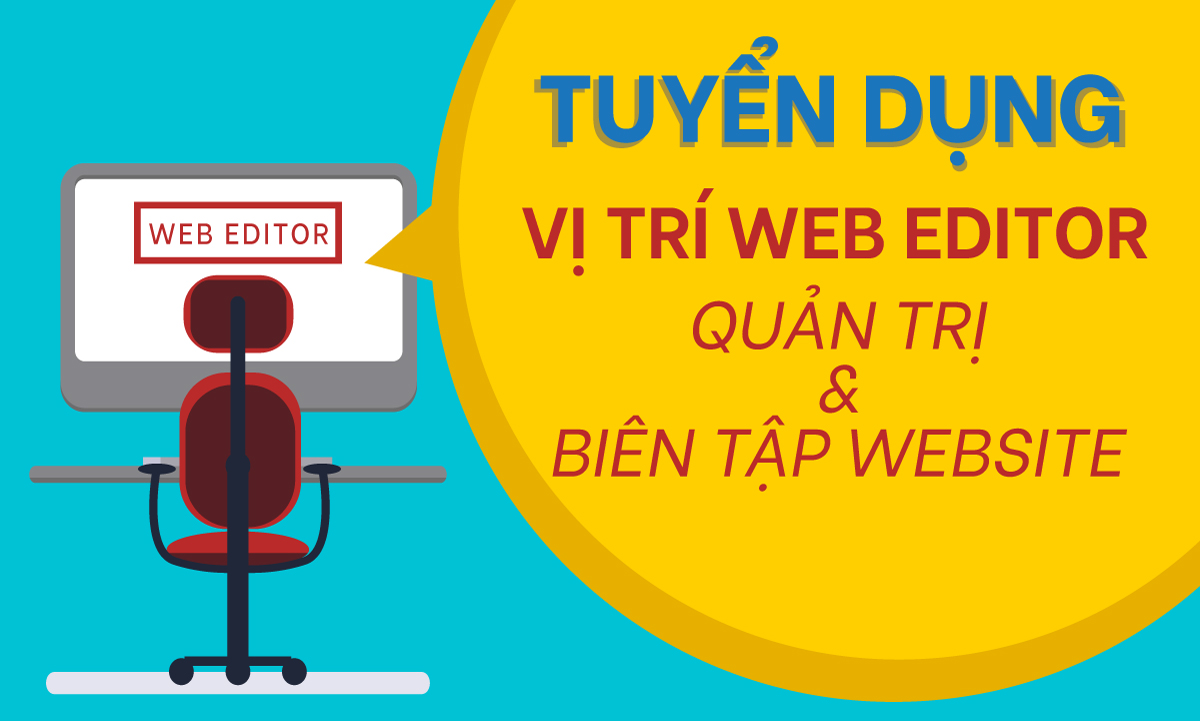 TUYỂN DỤNG
VỊ TRÍ WEB EDITOR
QUẢN TRỊ
&
BIÊN TẬP WEBSITE
WEB EDITOR